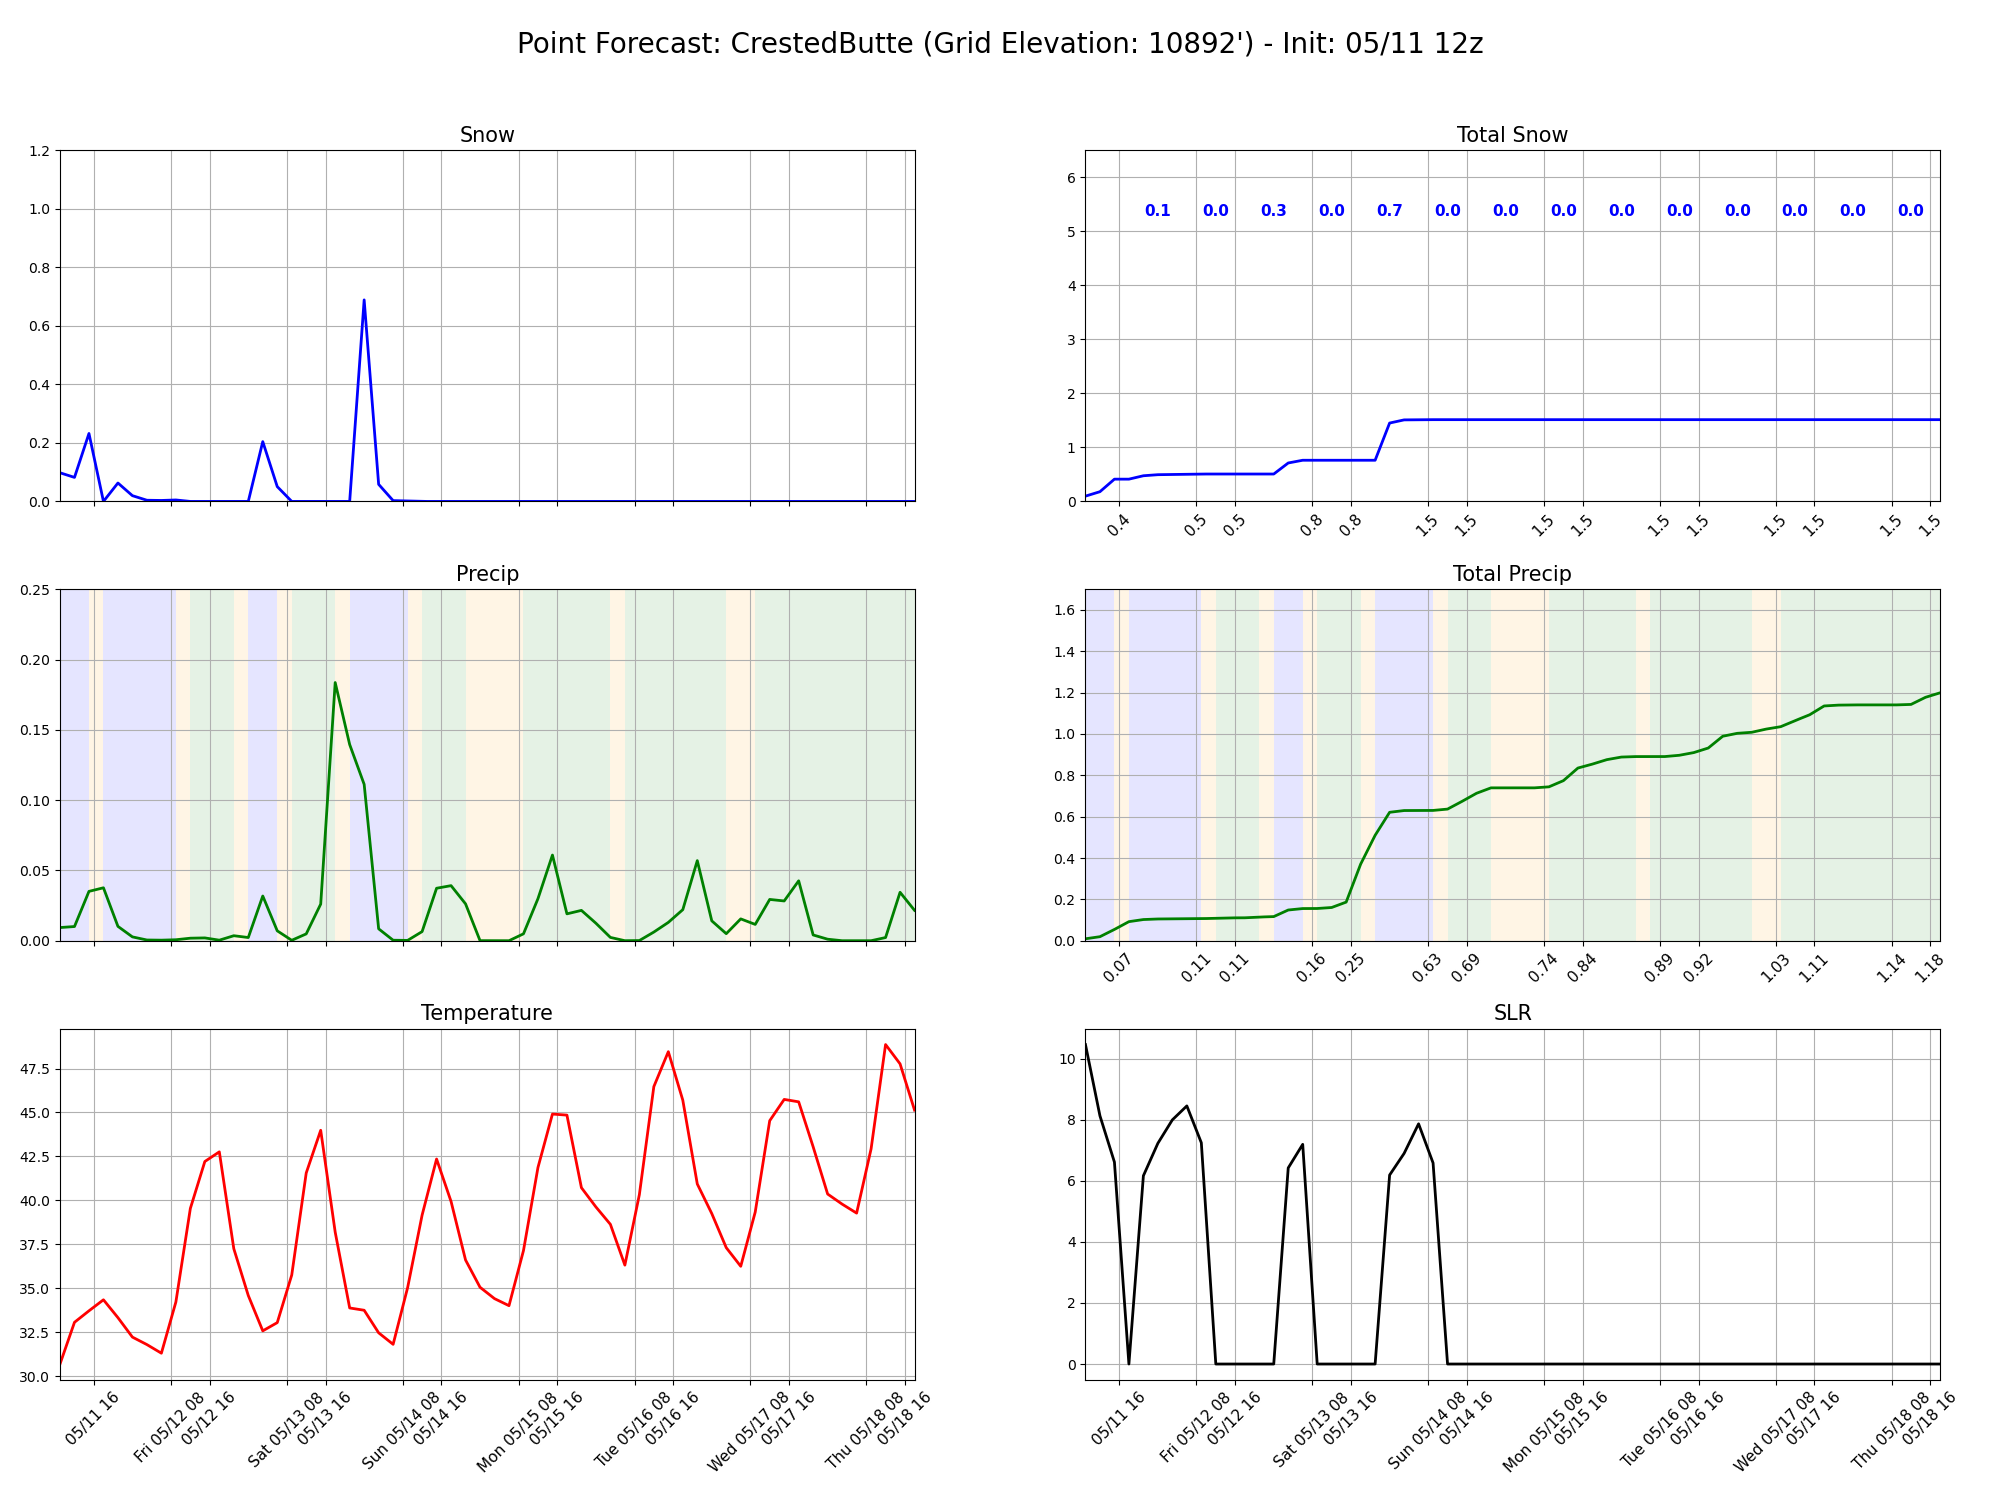 Point Forecast: CrestedButte (Grid Elevation: 10892') - Init: 05/11 12z
Snow
1.2
1.0
0.8
0.6
0.4
0.2
0.0
Total Snow
6
5
4
3
2
1
0
0.1 0.0 0.3 0.0 0.7 0.0 0.0 0.0 0.0 0.0 0.0 0.0 0.0 0.0
0.4 0.5 0.5 0.8 0.8 1.5 1.5 1.5 1.5 1.5 1.5 1.5 1.5 1.5 1.5
Precip
0.25
0.20
0.15
0.10
0.05
0.00
Total Precip
1.6
1.4
1.2
1.0
0.8
0.6
0.4
0.2
0.0
0.07 0.11 0.11 0.16 0.25 0.63 0.69 0.74 0.84 0.89 0.92 1.03 1.11 1.14 1.18
Temperature
47.5
45.0
42.5
40.0
37.5
35.0
32.5
30.0
05/11 16
Fri 05/12 08
05/12 16
Sat 05/13 08
05/13 16
Sun 05/14 08
05/14 16
Mon 05/15 08
05/15 16
Tue 05/16 08
05/16 16
Wed 05/17 08
05/17 16
Thu 05/18 08
05/18 16
SLR
10
8
6
4
2
0
05/11 16
Fri 05/12 08
05/12 16
Sat 05/13 08
05/13 16
Sun 05/14 08
05/14 16
Mon 05/15 08
05/15 16
Tue 05/16 08
05/16 16
Wed 05/17 08
05/17 16
Thu 05/18 08
05/18 16